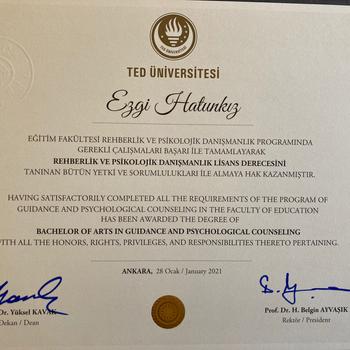 TED ÜNİVERSİTESİ
TED ÜNİVERSİTESİ
Ezgi Hatunkız
EĞİTİM FAKÜLTESİ REHBERLİK VE PSİKOLOJİK DANIŞMANLIK PROGRAMINDA
GEREKLİ ÇALIŞMALARI BAŞARI İLE TAMAMLAYARAK
REHBERLİK VE PSİKOLOJİK DANIŞMANLIK LİSANS DERECESİNİ
TANINAN BÜTÜN YETKİ VE SORUMLULUKLARI İLE ALMAYA HAK KAZANMIŞTIR.
HAVING SATISFACTORILY COMPLETED ALL THE REQUIREMENTS OF THE PROGRAM OF
GUIDANCE AND PSYCHOLOGICAL COUNSELING IN THE FACULTY OF EDUCATION
HAS BEEN AWARDED THE DEGREE OF
BACHELOR OF ARTS IN GUIDANCE AND PSYCHOLOGICAL COUNSELING
WITH ALL THE HONORS, RIGHTS, PRIVILEGES, AND RESPONSIBILITIES THERETO PERTAINING.
ANKARA, 28 Ocak / January 2021
Dr. Yüksel KAVAK
Dekan / Dean
Prof. Dr. H. Belgin AYVAŞIK
Rektör / President